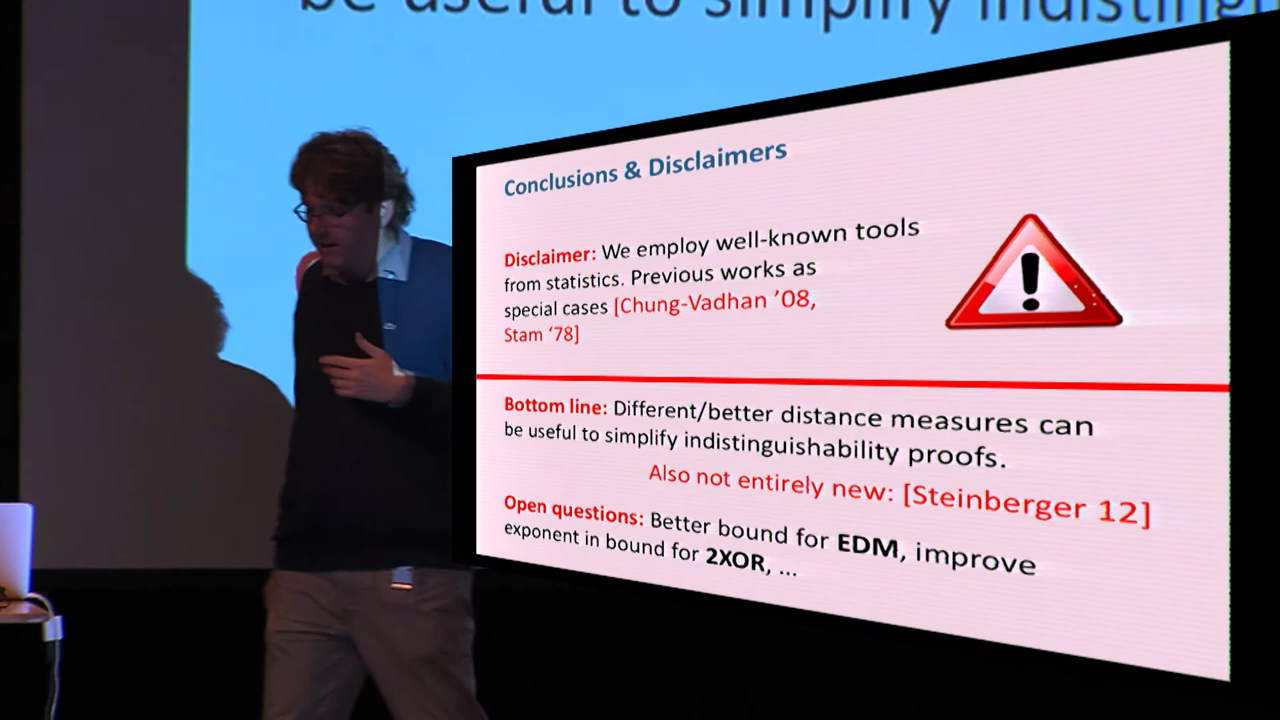 be useful to simplify indisting
Conclusions & Disclaimers
Disclaimer: We employ well-known tools
from statistics. Previous works as
special cases [Chung-Vadhan ’08,
Stam ‘78]
Bottom line: Different/better distance measures can
be useful to simplify indistinguishability proofs.
Also not entirely new: [Steinberger 12]
Open questions: Better bound for EDM, improve
exponent in bound for 2XOR, ...